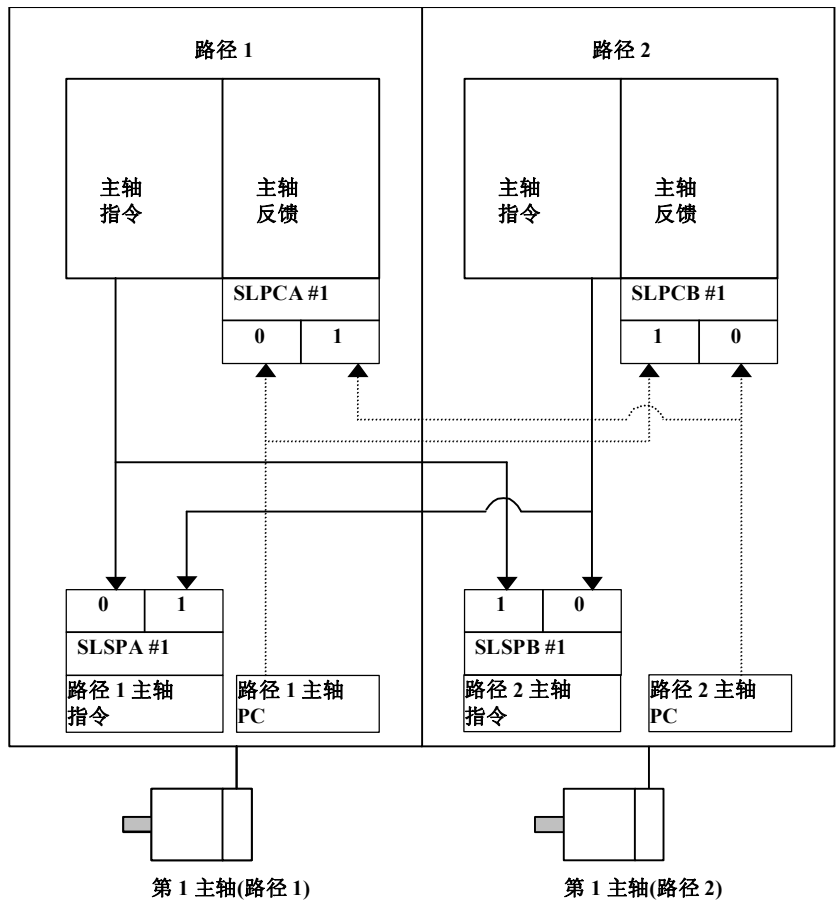 路径 1
路径 2
主轴
指令
主轴
反馈
主轴
指令
主轴
反馈
SLPCA #1
0 1
SLPCB #1
1 0
0 1
SLSPA #1
路径 1 主轴
指令
路径 1 主轴
PC
1 0
SLSPB #1
路径 2 主轴
指令
路径 2 主轴
PC
第 1 主轴(路径 1)
第 1 主轴(路径 2)